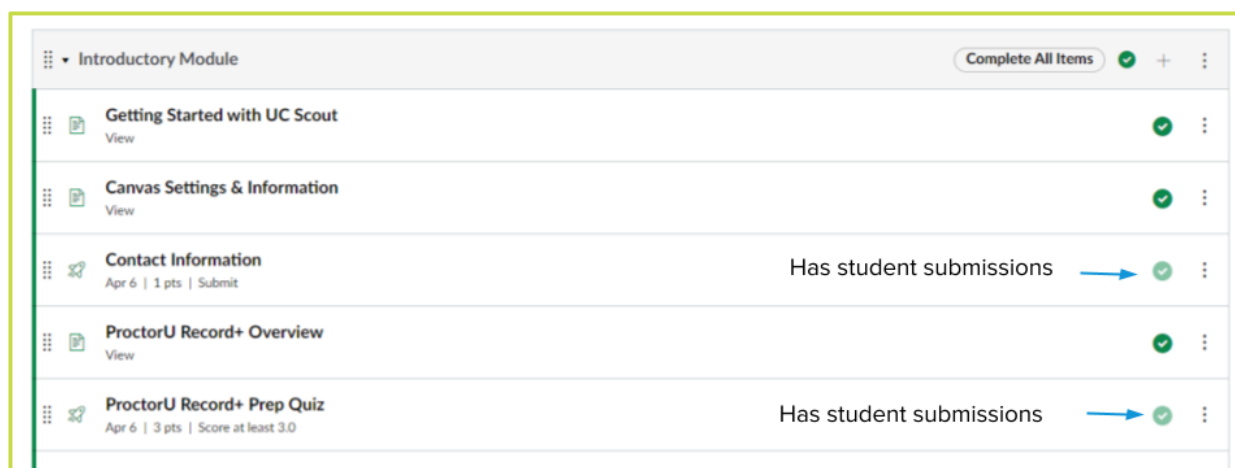 Introductory Module
Complete All Items
Getting Started with UC Scout
View
Canvas Settings & Information
View
Contact Information
Apr 6 | 1 pts | Submit
Has student submissions
ProctorU Record+ Overview
View
ProctorU Record+ Prep Quiz
Apr 6 | 3 pts | Score at least 3.0
Has student submissions